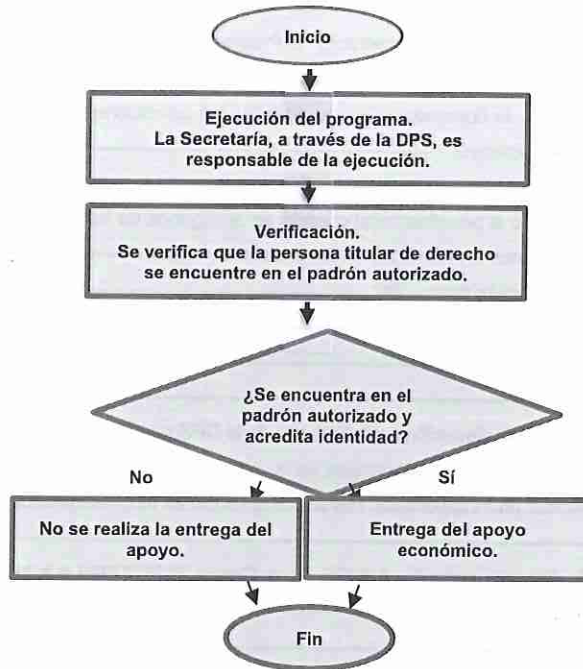 Inicio
Ejecución del programa.
La Secretaría, a través de la DPS, es
responsable de la ejecución.
Verificación.
Se verifica que la persona titular de derecho
se encuentre en el padrón autorizado.
¿Se encuentra en el
padrón autorizado y
acredita identidad?
No
Sí
No se realiza la entrega del
apoyo.
Entrega del apoyo
económico.
Fin